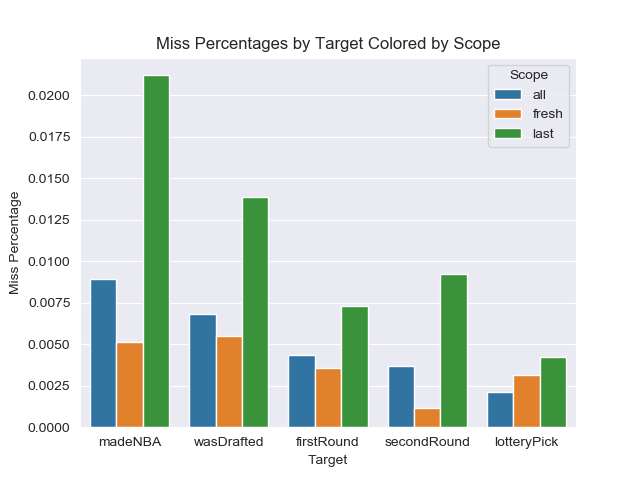 Miss Percentages by Target Colored by Scope
Scope
all
fresh
last
Miss Percentage
0.0200
0.0175
0.0150
0.0125
0.0100
0.0075
0.0050
0.0025
0.0000
madeNBA wasDrafted firstRound secondRound lotteryPick
Target